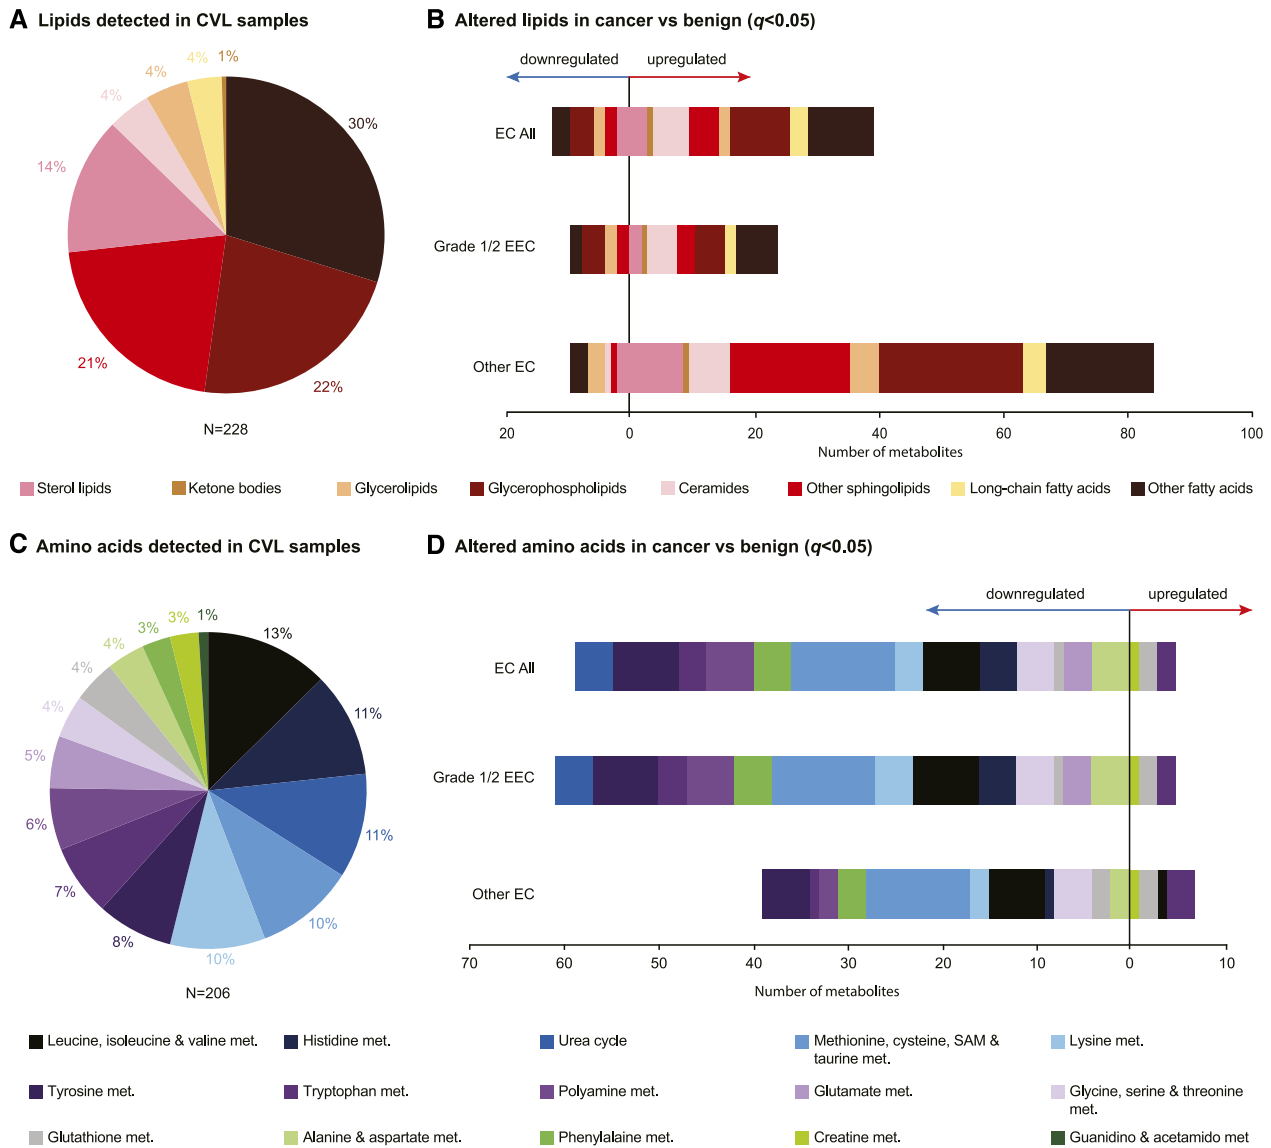 A Lipids detected in CVL samples
4%
4%
4%
1%
30%
14%
21%
22%
N=228
B Altered lipids in cancer vs benign (q<0.05)
downregulated
upregulated
EC All
Grade 1/2 EEC
Other EC
20
0
20
40
60
80
100
Number of metabolites
Sterol lipids
Ketone bodies
Glycerolipids
Glycerophospholipids
Ceramides
Other sphingolipids
Long-chain fatty acids
Other fatty acids
C Amino acids detected in CVL samples
1%
3%
3%
4%
4%
4%
5%
6%
7%
8%
10%
10%
11%
11%
13%
N=206
D Altered amino acids in cancer vs benign (q<0.05)
downregulated
upregulated
EC All
Grade 1/2 EEC
Other EC
70
60
50
40
30
20
10
0
10
Number of metabolites
Leucine, isoleucine & valine met.
Histidine met.
Urea cycle
Methionine, cysteine, SAM &
taurine met.
Lysine met.
Tyrosine met.
Tryptophan met.
Polyamine met.
Glutamate met.
Glycine, serine & threonine
met.
Glutathione met.
Alanine & aspartate met.
Phenylalaine met.
Creatine met.
Guanidino & acetamido met